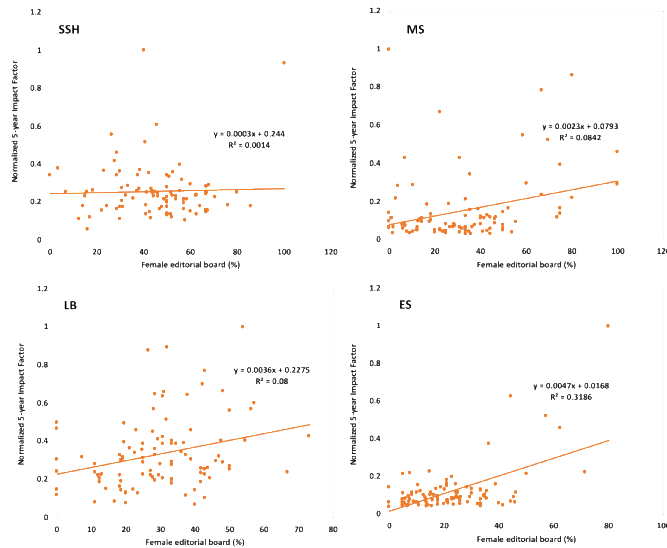 SSH
Normalized 5-year Impact Factor
1.2
1
0.8
0.6
0.4
0.2
0
y = 0.0003x + 0.244
R² = 0.0014
0 20 40 60 80 100 120
Female editorial board (%)
MS
Normalized 5-year Impact Factor
1.2
1
0.8
0.6
0.4
0.2
0
y = 0.0023x + 0.0793
R² = 0.0842
0 20 40 60 80 100 120
Female editorial board (%)
LB
Normalized 5-year Impact Factor
1.2
1
0.8
0.6
0.4
0.2
0
y = 0.0036x + 0.2275
R² = 0.08
0 10 20 30 40 50 60 70 80
Female editorial board (%)
ES
Normalized 5-year Impact Factor
1.2
1
0.8
0.6
0.4
0.2
0
y = 0.0047x + 0.0168
R² = 0.3186
0 20 40 60 80 100
Female editorial board (%)